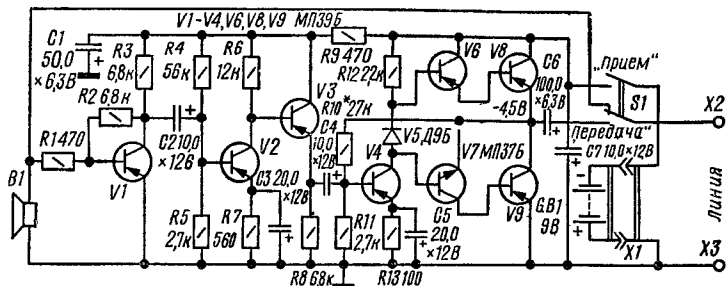 V1-V4, V6, V8, V9 МП39Б
C1
50,0
×6,3В
R3
6,8к
R4
56к
R6
12к
R9 470
R12 2,2к
V6
V8
C6
100,0
×6,3В
„прием"
S1
X2
R2 6,8к
V3
R10*27к
-4,5В
R1 470
C2 10,0
×12В
V2
C4
10,0
×12В
V5 Д9Б
V4
V7 МП37Б
„Передача"
C7 10,0×12В
B1
V1
C3 20,0
×12В
R5
2,7к
R7
560
R11
2,7к
C5
20,0
×12В
V9
GB1
9В
Линия
X1
R8 6,8к
R13 100
X3